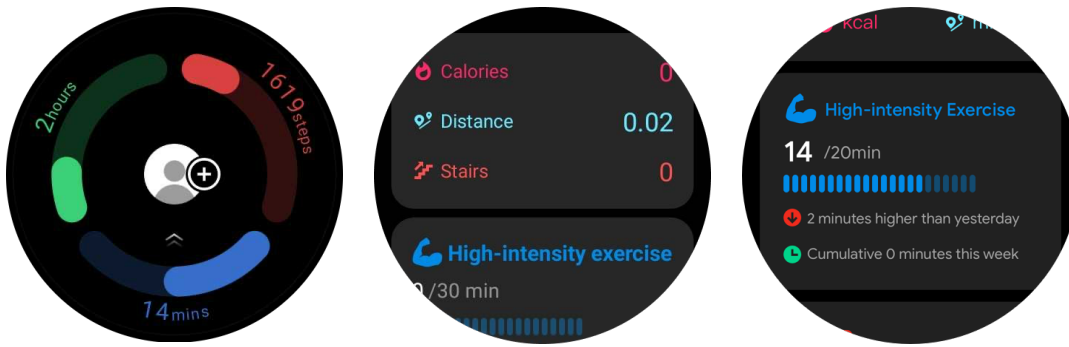 2hours
1619steps
14mins
Calories 0
Distance 0.02
Stairs 0
High-intensity exercise
0 /30 min
kcal
High-intensity Exercise
14 /20min
2 minutes higher than yesterday
Cumulative 0 minutes this week